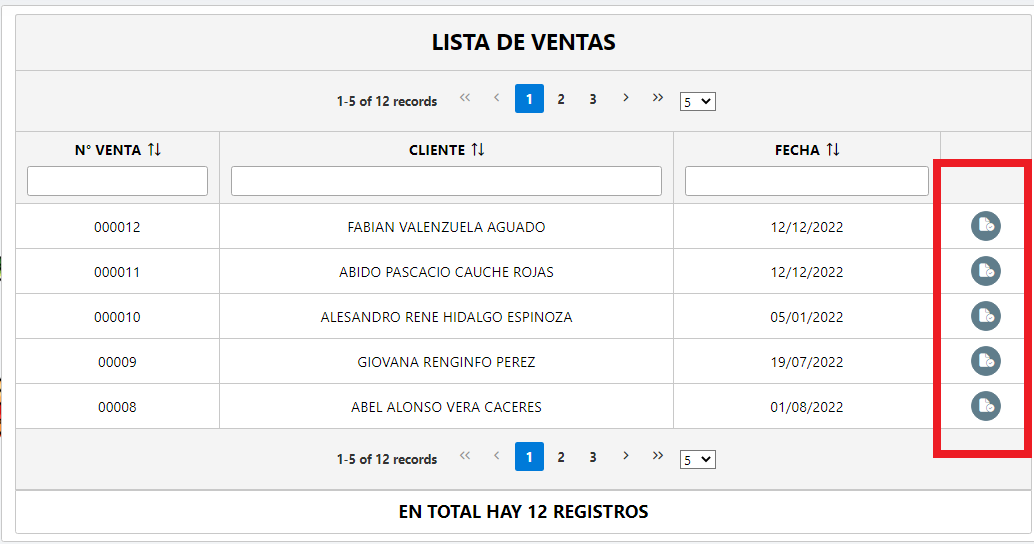 LISTA DE VENTAS
1-5 of 12 records « ‹ 1 2 3 › » 5
N° VENTA CLIENTE FECHA
000012 FABIAN VALENZUELA AGUADO 12/12/2022
000011 ABIDO PASCACIO CAUCHE ROJAS 12/12/2022
000010 ALESANDRO RENE HIDALGO ESPINOZA 05/01/2022
00009 GIOVANA RENGINFO PEREZ 19/07/2022
00008 ABEL ALONSO VERA CACERES 01/08/2022
1-5 of 12 records « ‹ 1 2 3 › » 5
EN TOTAL HAY 12 REGISTROS